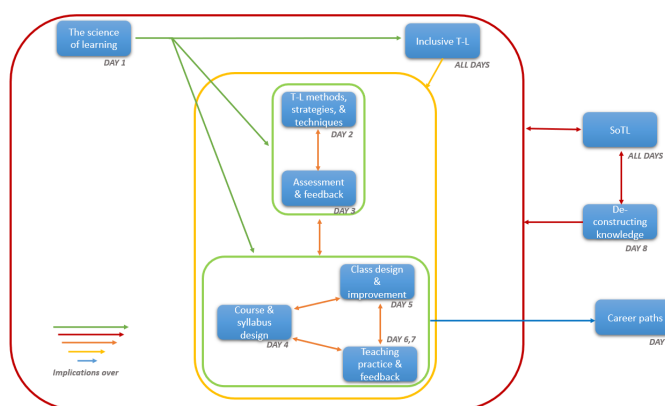 The science
of learning
DAY 1
Inclusive T-L
ALL DAYS
T-L methods,
strategies, &
techniques
DAY 2
Assessment
& feedback
DAY 3
SoTL
ALL DAYS
De-
constructing
knowledge
DAY 8
Class design
&
improvement
DAY 5
Course &
syllabus
design
DAY 4
DAY 6,7
Teaching
practice &
feedback
Career paths
DAY
Implications over